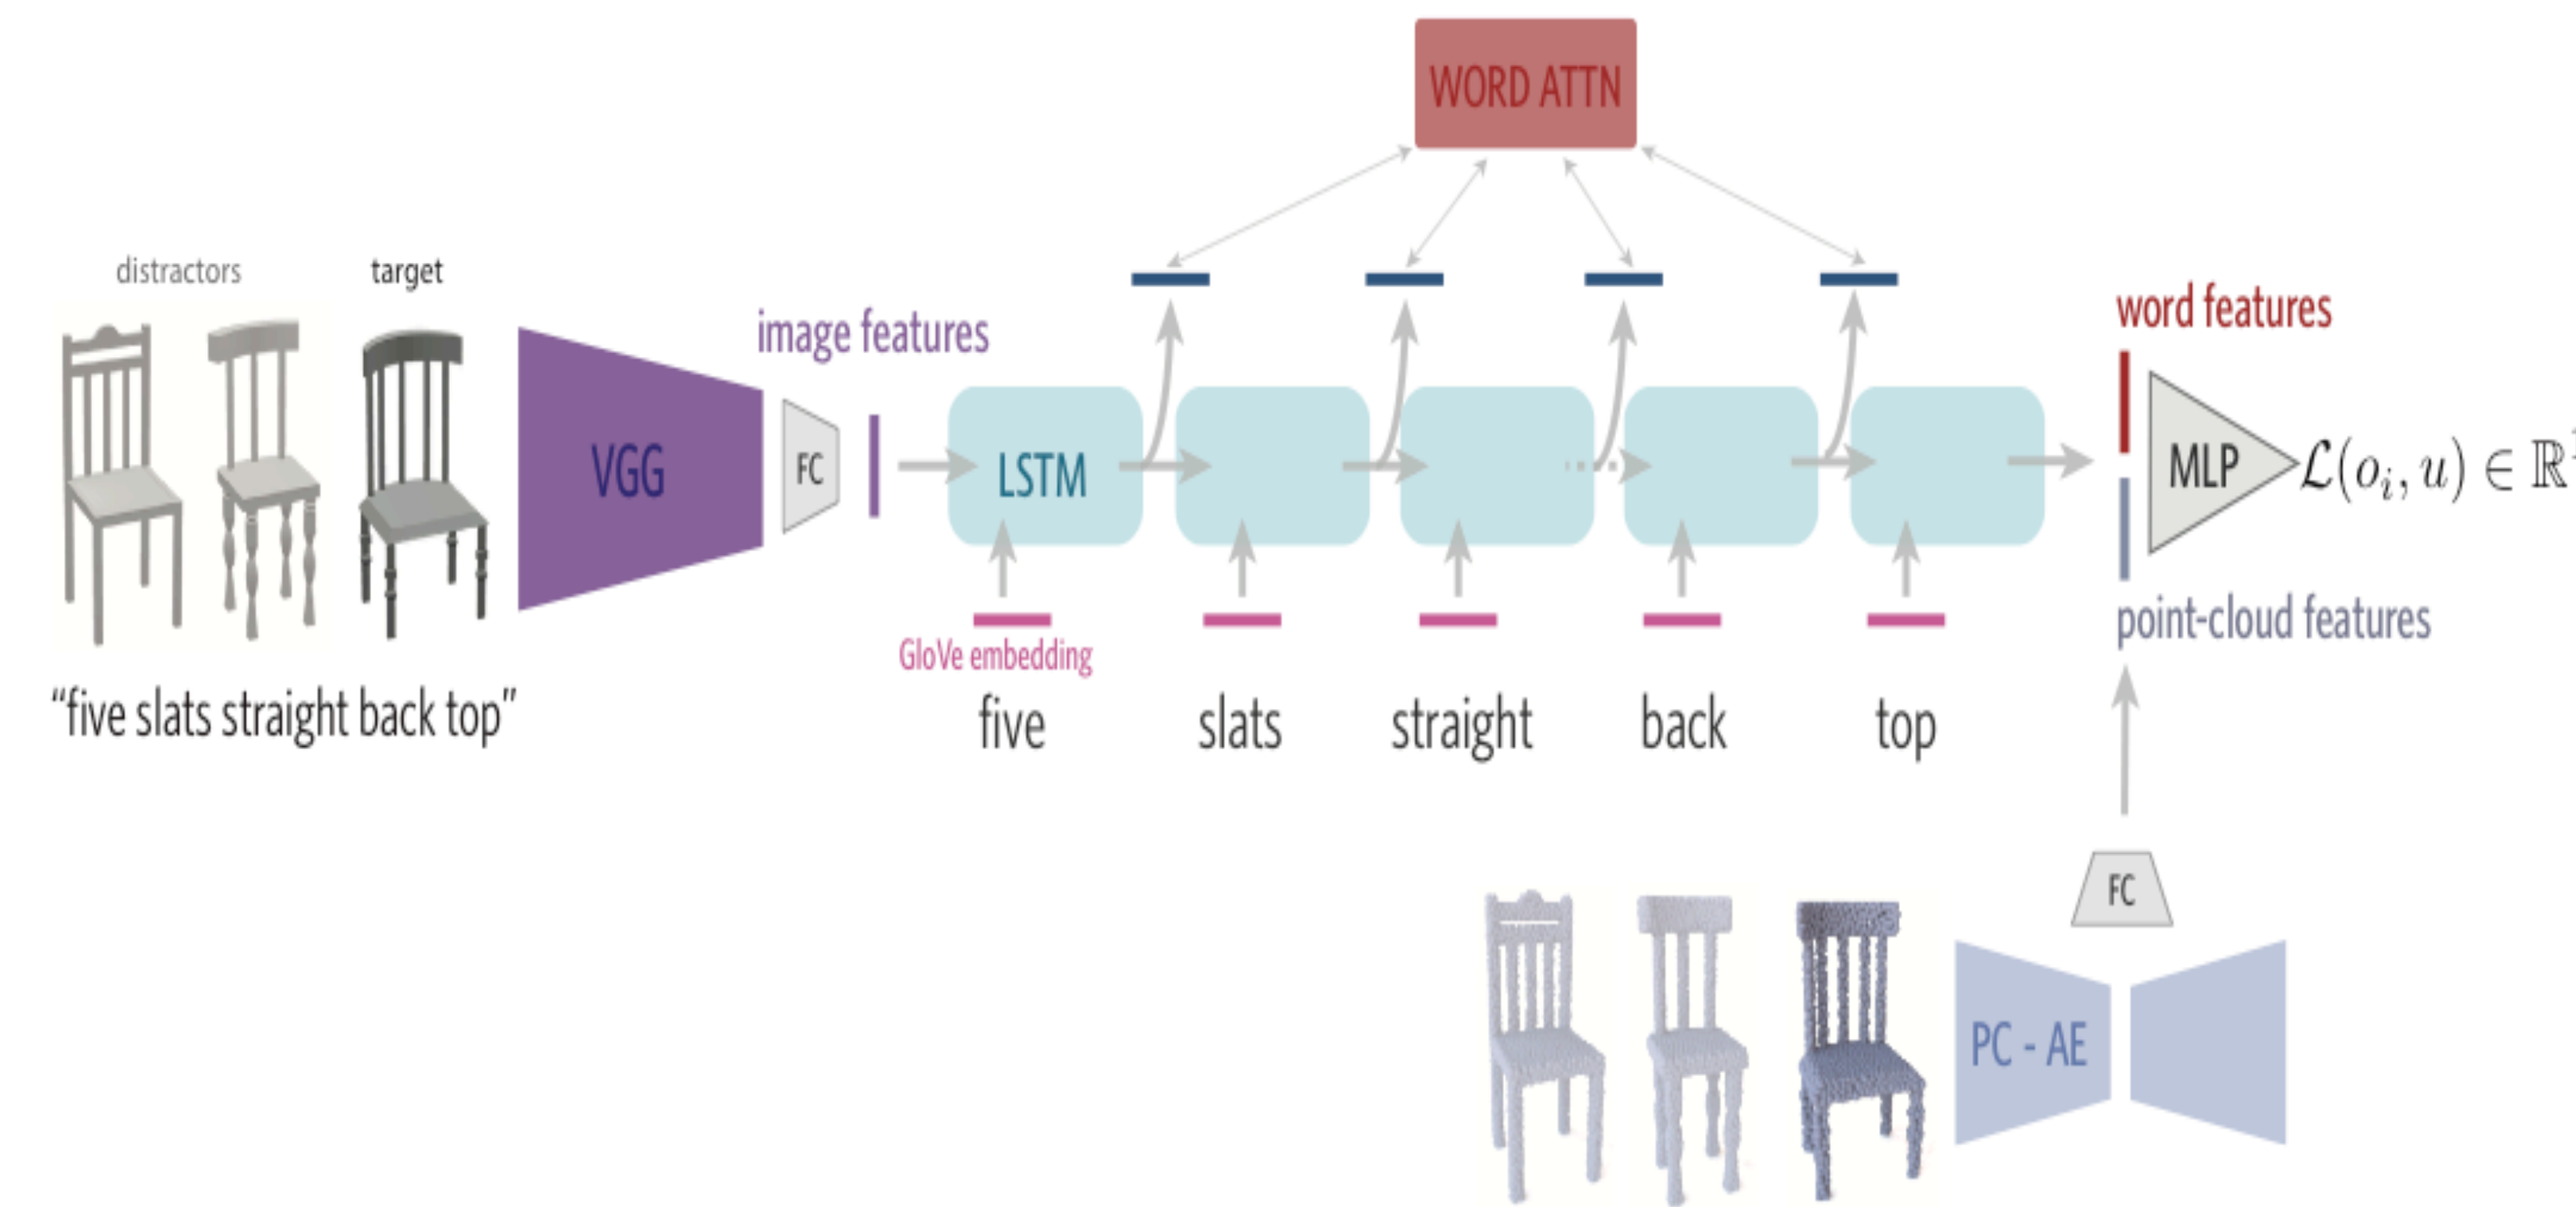 WORD ATTN
distractors
target
image features
word features
VGG
FC
LSTM
MLP
𝓛(oᵢ, u) ∈ ℝ
GloVe embedding
point-cloud features
“five slats straight back top”
five
slats
straight
back
top
FC
PC - AE